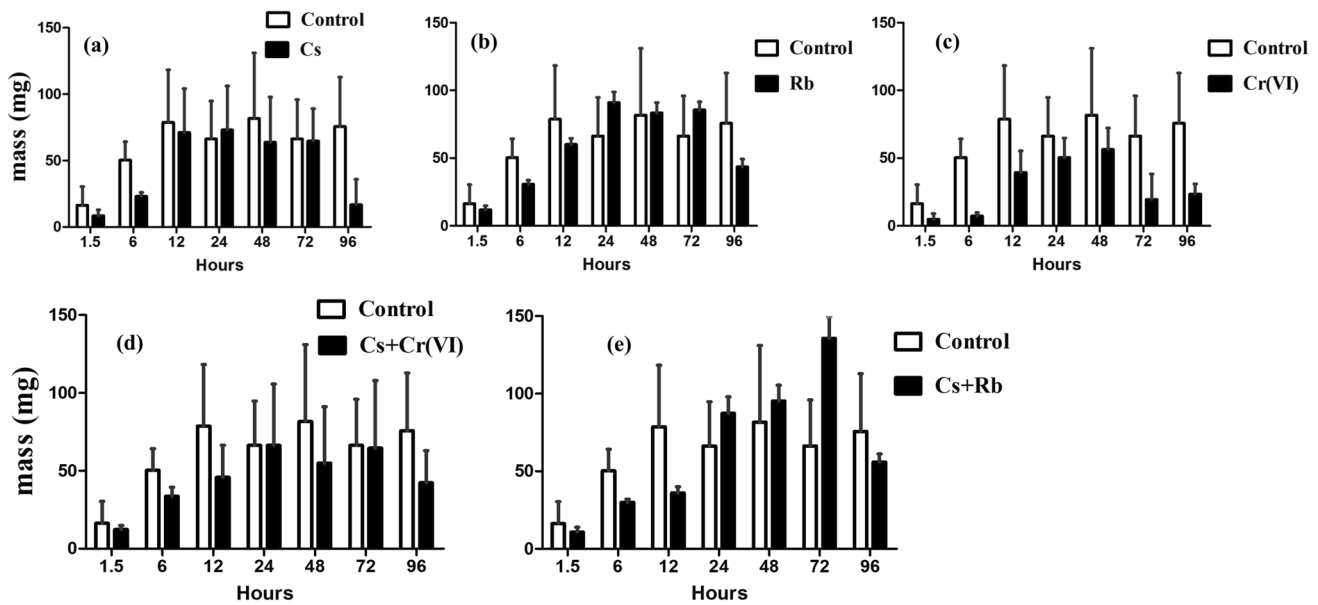 (a)
Control
Cs
mass (mg)
150
100
50
0
1.5 6 12 24 48 72 96
Hours
(b)
Control
Rb
150
100
50
0
1.5 6 12 24 48 72 96
Hours
(c)
Control
Cr(VI)
150
100
50
0
1.5 6 12 24 48 72 96
Hours
(d)
Control
Cs+Cr(VI)
mass (mg)
150
100
50
0
1.5 6 12 24 48 72 96
Hours
(e)
Control
Cs+Rb
150
100
50
0
1.5 6 12 24 48 72 96
Hours